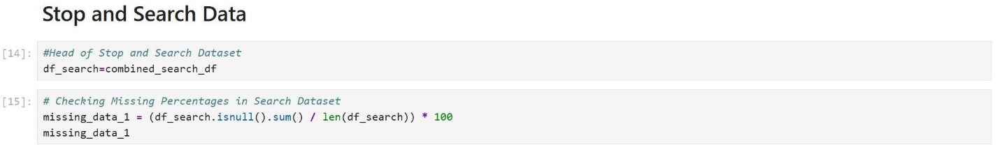 Stop and Search Data
[14]:
#Head of Stop and Search Dataset
df_search=combined_search_df
[15]:
# Checking Missing Percentages in Search Dataset
missing_data_1 = (df_search.isnull().sum() / len(df_search)) * 100
missing_data_1